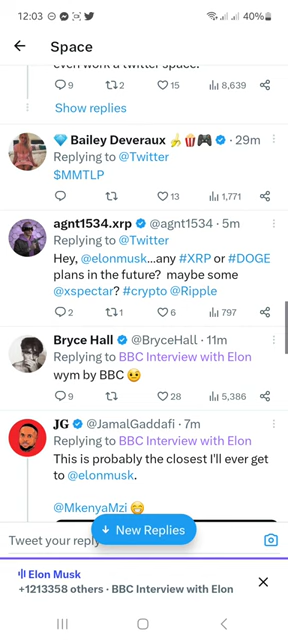 12:03 40%
Space
even work a twitter space.
9 2 15 8,639
Show replies
💎 Bailey Deveraux 🍌🍿🎮 · 29m
Replying to @Twitter
$MMTLP
13 1,771
agnt1534.xrp @agnt1534 · 5m
Replying to @Twitter
Hey, @elonmusk...any #XRP or #DOGE
plans in the future?  maybe some
@xspectar? #crypto @Ripple
2 1 6 797
Bryce Hall @BryceHall · 11m
Replying to BBC Interview with Elon
wym by BBC 🤨
9 28 5,386
JG @JamalGaddafi · 7m
Replying to BBC Interview with Elon
This is probably the closest I'll ever get
to @elonmusk.
@MkenyaMzi 😁
New Replies
Tweet your reply
Elon Musk
+1213358 others · BBC Interview with Elon